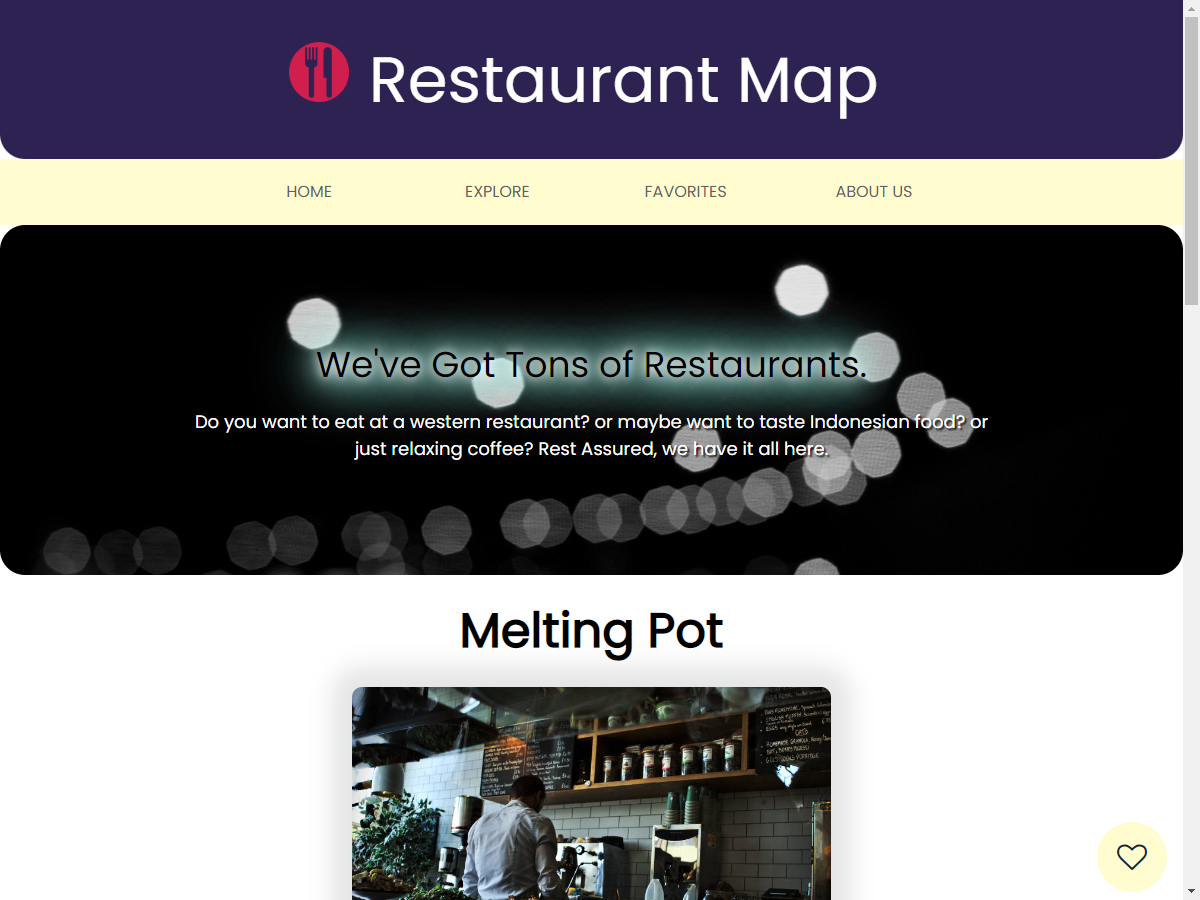 Restaurant Map
HOME
EXPLORE
FAVORITES
ABOUT US
We've Got Tons of Restaurants.
Do you want to eat at a western restaurant? or maybe want to taste Indonesian food? or
just relaxing coffee? Rest Assured, we have it all here.
Melting Pot